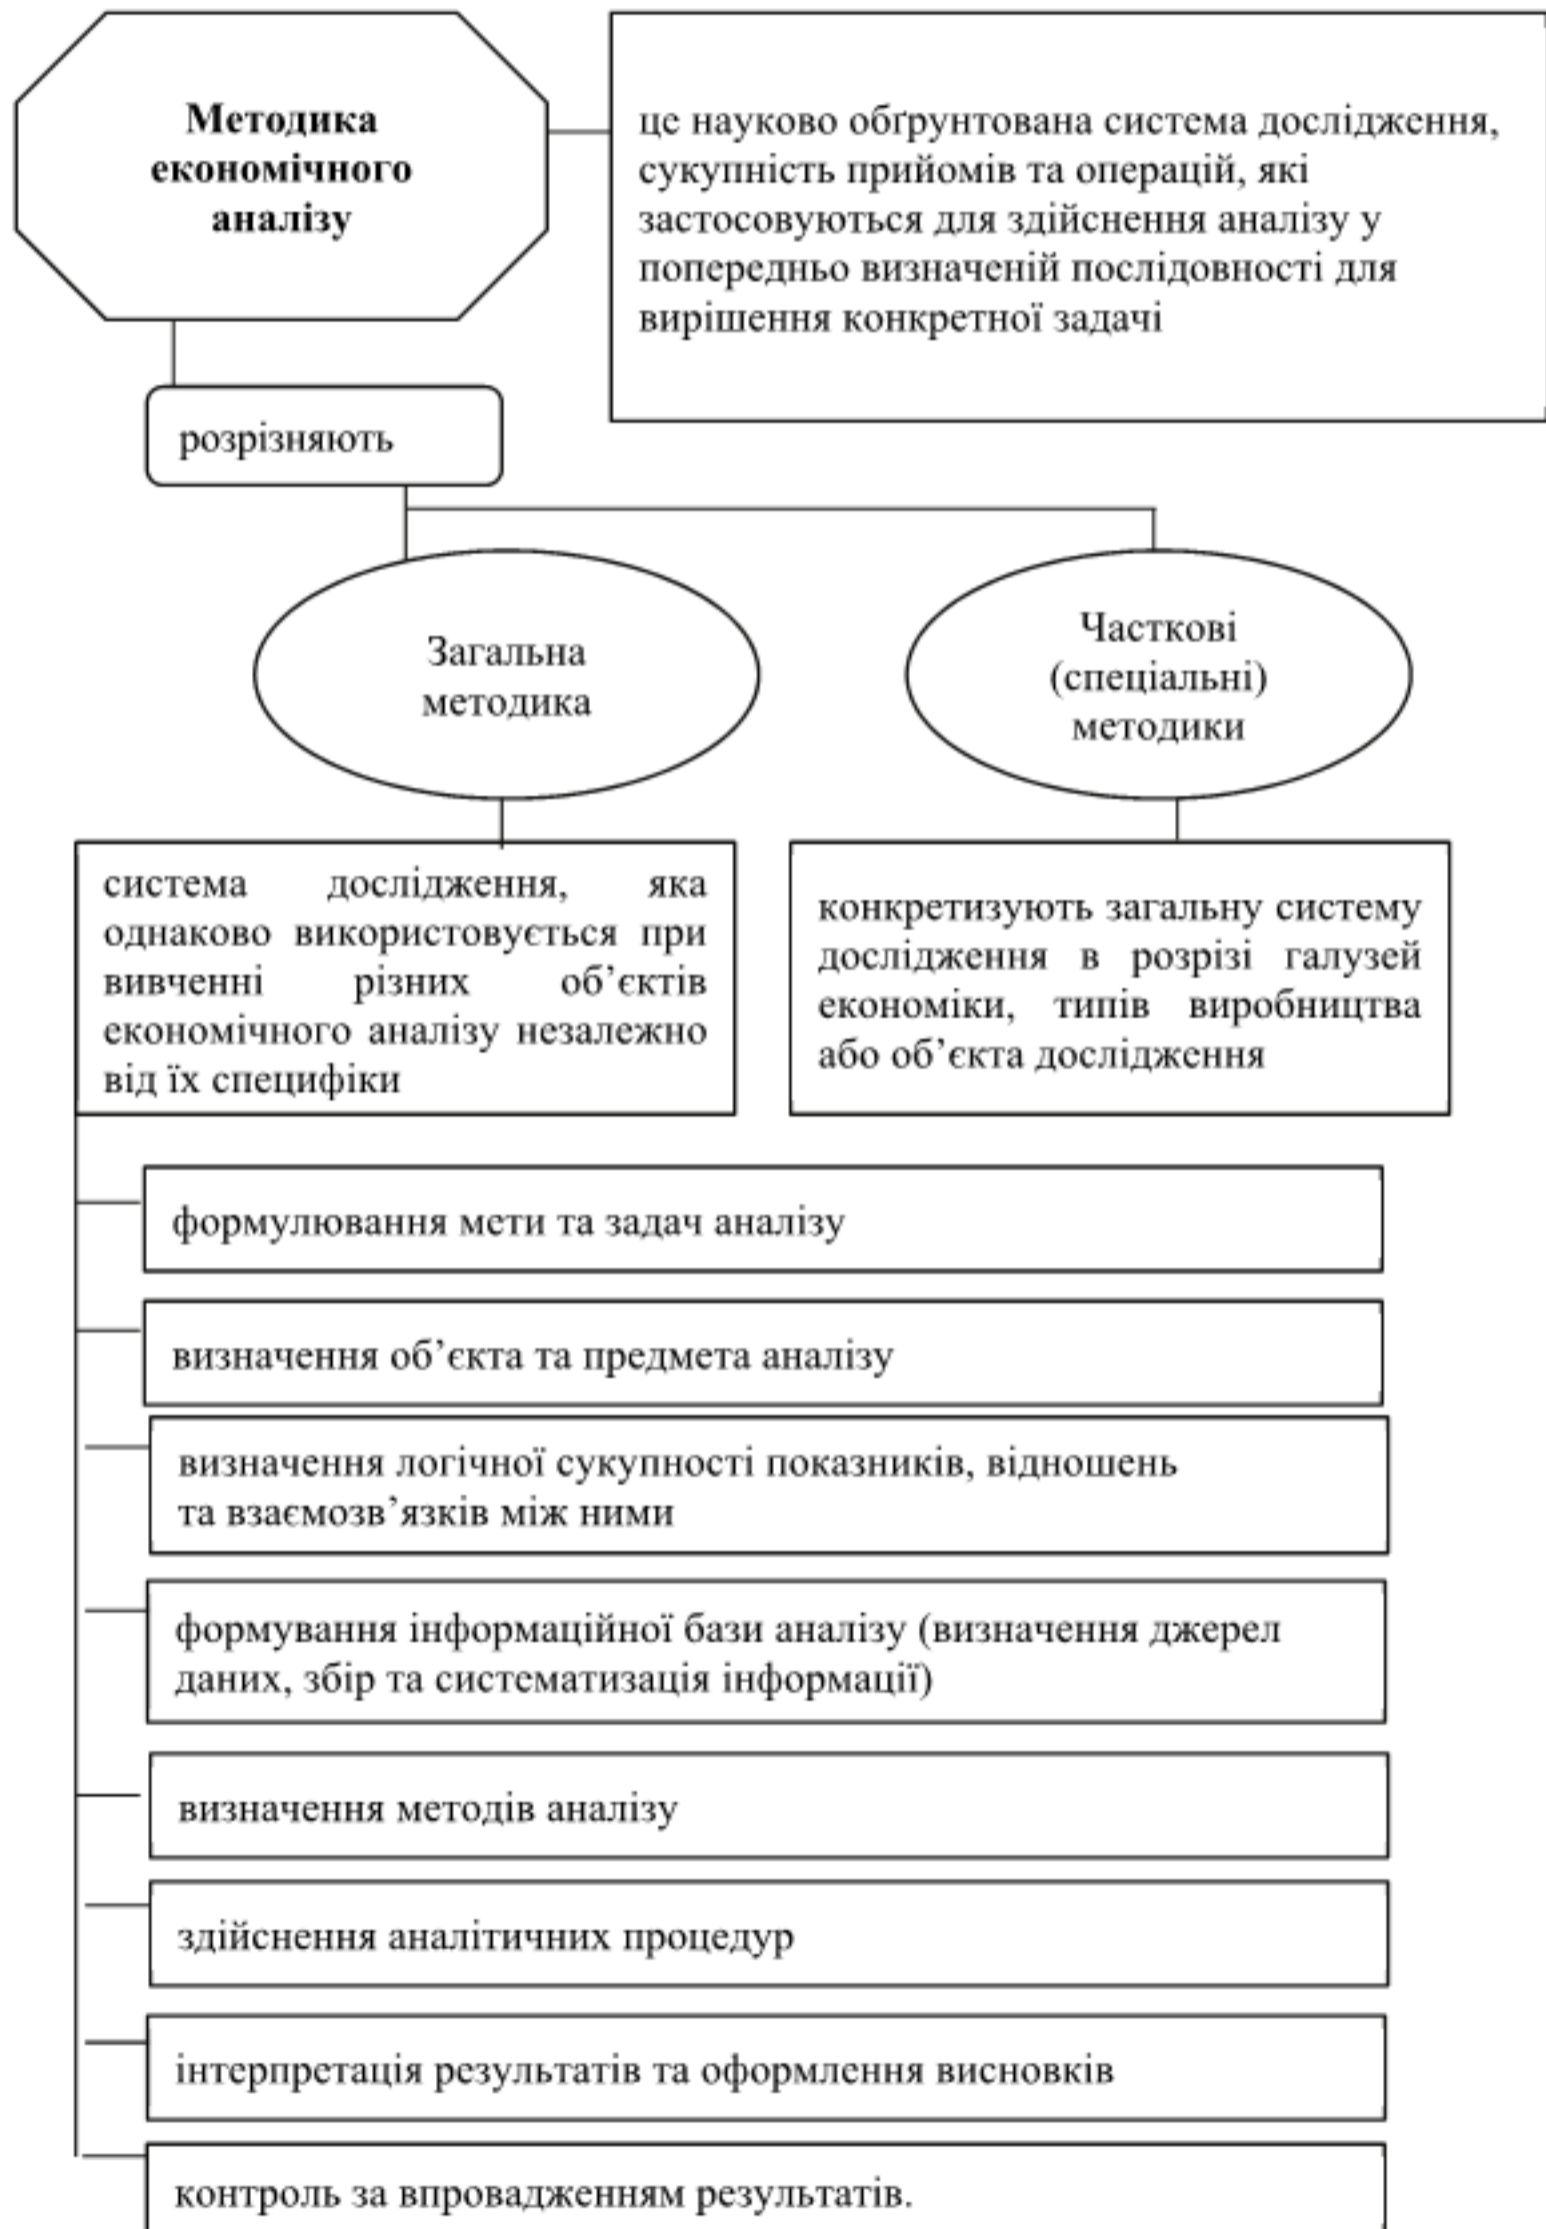 Методика
економічного
аналізу
це науково обґрунтована система дослідження,
сукупність прийомів та операцій, які
застосовуються для здійснення аналізу у
попередньо визначеній послідовності для
вирішення конкретної задачі
розрізняють
Загальна
методика
Часткові
(спеціальні)
методики
система дослідження, яка
однаково використовується при
вивченні різних об’єктів
економічного аналізу незалежно
від їх специфіки
конкретизують загальну систему
дослідження в розрізі галузей
економіки, типів виробництва
або об’єкта дослідження
формулювання мети та задач аналізу
визначення об’єкта та предмета аналізу
визначення логічної сукупності показників, відношень
та взаємозв’язків між ними
формування інформаційної бази аналізу (визначення джерел
даних, збір та систематизація інформації)
визначення методів аналізу
здійснення аналітичних процедур
інтерпретація результатів та оформлення висновків
контроль за впровадженням результатів.